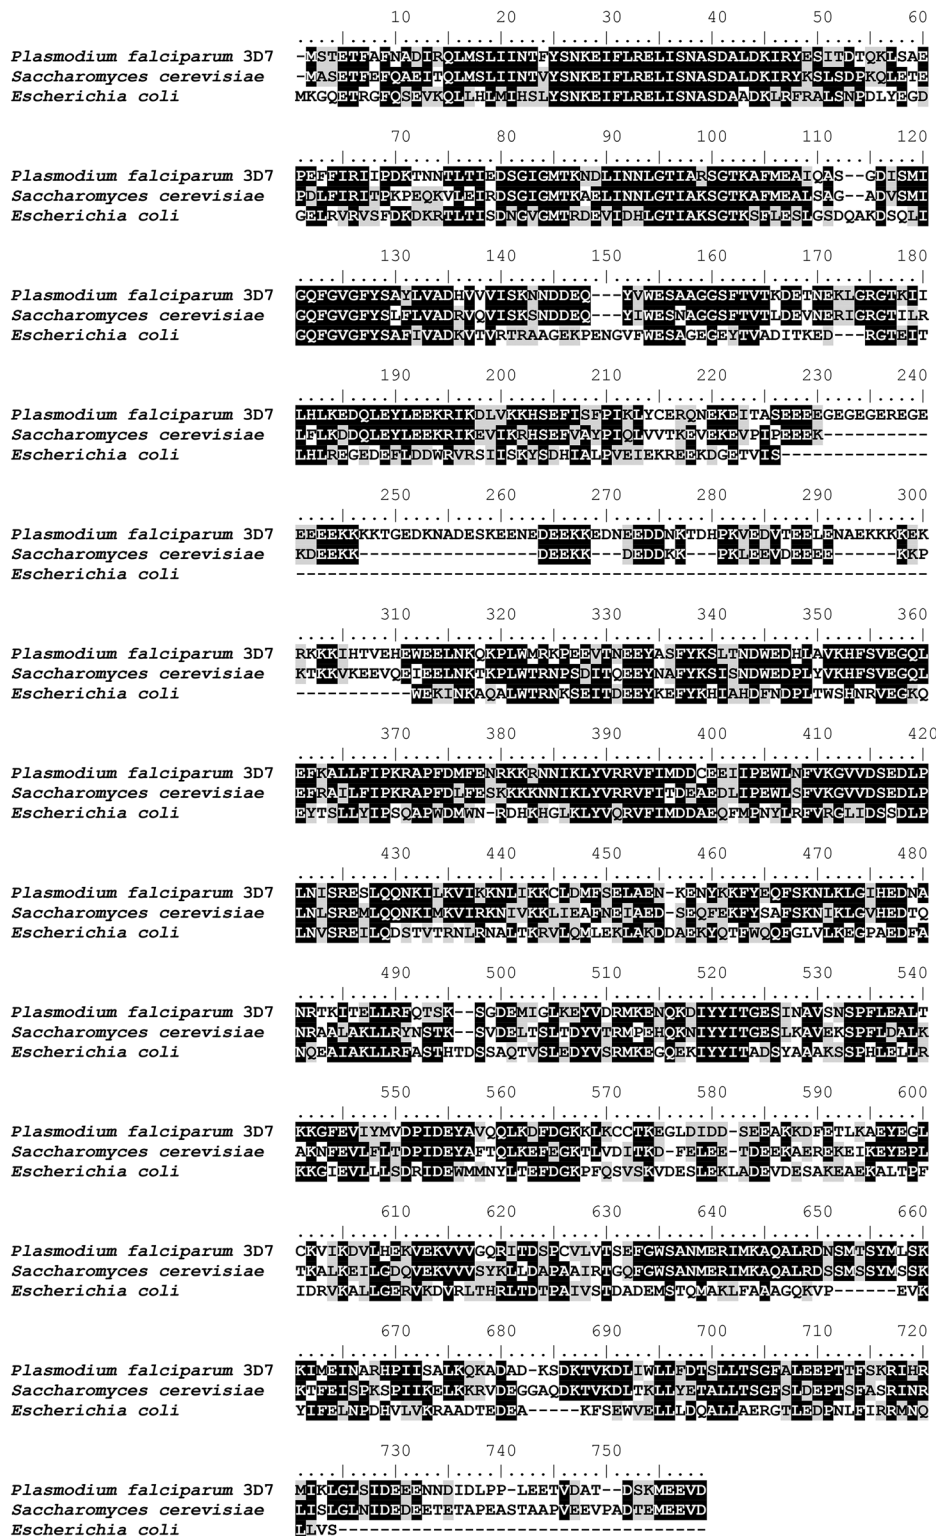 10 20 30 40 50 60
Plasmodium falciparum 3D7 -MSTETFAFNADIRQLMSLIINTFYSNKEIFLRELISNASDALDKIRYESITDTQKLSAE
Saccharomyces cerevisiae -MASETFEFQAEITQLMSLIINTVYSNKEIFLRELISNASDALDKIRYKSLSDPKQLETE
Escherichia coli MKGQETRGFQSEVKQLLHLMIHSLYSNKEIFLRELISNASDAADKLRFRALSNPDLYEGD
70 80 90 100 110 120
Plasmodium falciparum 3D7 PEFFIRIIPDKTNNTLTIEDSGIGMTKNDLINNLGTIARSGTKAFMEAIQAS--GDISMI
Saccharomyces cerevisiae PDLFIRITPKPEQKVLEIRDSGIGMTKAELINNLGTIAKSGTKAFMEALSAG--ADVSMI
Escherichia coli GELRVRVSFDKDKRTLTISDNGVGMTRDEVIDHLGTIAKSGTKSFLESLGSDQAKDSQLI
130 140 150 160 170 180
Plasmodium falciparum 3D7 GQFGVGFYSAYLVADHVVVISKNNDDEQ---YVWESAAGGSFTVTKDETNEKLGRGTKII
Saccharomyces cerevisiae GQFGVGFYSLFLVADRVQVISKSNDDEQ---YIWESNAGGSFTVTLDEVNERIGRGTILR
Escherichia coli GQFGVGFYSAFIVADKVTVRTRAAGEKPENGVFWESAGEGEYTVADITKED---RGTEIT
190 200 210 220 230 240
Plasmodium falciparum 3D7 LHLKEDQLEYLEEKRIKDLVKKHSEFISFPIKLYCERQNEKEITASEEEEGEGEGEREGE
Saccharomyces cerevisiae LFLKDDQLEYLEEKRIKEVIKRHSEFVAYPIQLVVTKEVEKEVPIPEEEK----------
Escherichia coli LHLREGEDEFLDDWRVRSIISKYSDHIALPVEIEKREEKDGETVIS--------------
250 260 270 280 290 300
Plasmodium falciparum 3D7 EEEEKKKKTGEDKNADESKEENEDEEKKEDNEEDDNKTDHPKVEDVTEELENAEKKKKEK
Saccharomyces cerevisiae KDEEKK-----------------DEEKK---DEDDKK---PKLEEVDEEEE------KKP
Escherichia coli ------------------------------------------------------------
310 320 330 340 350 360
Plasmodium falciparum 3D7 RKKKIHTVEHEWEELNKQKPLWMRKPEEVTNEEYASFYKSLTNDWEDHLAVKHFSVEGQL
Saccharomyces cerevisiae KTKKVKEEVQEIEELNKTKPLWTRNPSDITQEEYNAFYKSISNDWEDPLYVKHFSVEGQL
Escherichia coli -----------WEKINKAQALWTRNKSEITDEEYKEFYKHIAHDFNDPLTWSHNRVEGKQ
370 380 390 400 410 420
Plasmodium falciparum 3D7 EFKALLFIPKRAPFDMFENRKKRNNIKLYVRRVFIMDDCEEIIPEWLNFVKGVVDSEDLP
Saccharomyces cerevisiae EFRAILFIPKRAPFDLFESKKKKNNIKLYVRRVFITDEAEDLIPEWLSFVKGVVDSEDLP
Escherichia coli EYTSLLYIPSQAPWDMWN-RDHKHGLKLYVQRVFIMDDAEQFMPNYLRFVRGLIDSSDLP
430 440 450 460 470 480
Plasmodium falciparum 3D7 LNISRESLQQNKILKVIKKNLIKKCLDMFSELAEN-KENYKKFYEQFSKNLKLGIHEDNA
Saccharomyces cerevisiae LNLSREMLQQNKIMKVIRKNIVKKLIEAFNEIAED-SEQFEKFYSAFSKNIKLGVHEDTQ
Escherichia coli LNVSREILQDSTVTRNLRNALTKRVLQMLEKLAKDDAEKYQTFWQQFGLVLKEGPAEDFA
490 500 510 520 530 540
Plasmodium falciparum 3D7 NRTKITELLRFQTSK--SGDEMIGLKEYVDRMKENQKDIYYITGESINAVSNSPFLEALT
Saccharomyces cerevisiae NRAALAKLLRYNSTK--SVDELTSLTDYVTRMPEHQKNIYYITGESLKAVEKSPFLDALK
Escherichia coli NQEAIAKLLRFASTHTDSSAQTVSLEDYVSRMKEGQEKIYYITADSYAAAKSSPHLELLR
550 560 570 580 590 600
Plasmodium falciparum 3D7 KKGFEVIYMVDPIDEYAVQQLKDFDGKKLKCCTKEGLDIDD-SEEAKKDFETLKAEYEGL
Saccharomyces cerevisiae AKNFEVLFLTDPIDEYAFTQLKEFEGKTLVDITKD-FELEE-TDEEKAEREKEIKEYEPL
Escherichia coli KKGIEVLLLSDRIDEWMMNYLTEFDGKPFQSVSKVDESLEKLADEVDESAKEAEKALTPF
610 620 630 640 650 660
Plasmodium falciparum 3D7 CKVIKDVLHEKVEKVVVGQRITDSPCVLVTSEFGWSANMERIMKAQALRDNSMTSYMLSK
Saccharomyces cerevisiae TKALKEILGDQVEKVVVSYKLLDAPAAIRTGQFGWSANMERIMKAQALRDSSMSSYMSSK
Escherichia coli IDRVKALLGERVKDVRLTHRLTDTPAIVSTDADEMSTQMAKLFAAAGQKVP------EVK
670 680 690 700 710 720
Plasmodium falciparum 3D7 KIMEINARHPIISALKQKADAD-KSDKTVKDLIWLLFDTSLLTSGFALEEPTTFSKRIHR
Saccharomyces cerevisiae KTFEISPKSPIIKELKKRVDEGGAQDKTVKDLTKLLYETALLTSGFSLDEPTSFASRINR
Escherichia coli YIFELNPDHVLVKRAADTEDEA-----KFSEWVELLLDQALLAERGTLEDPNLFIRRMNQ
730 740 750
Plasmodium falciparum 3D7 MIKLGLSIDEEENNDIDLPP-LEETVDAT--DSKMEEVD
Saccharomyces cerevisiae LISLGLNIDEDEETETAPEASTAAPVEEVPADTEMEEVD
Escherichia coli LLVS-----------------------------------